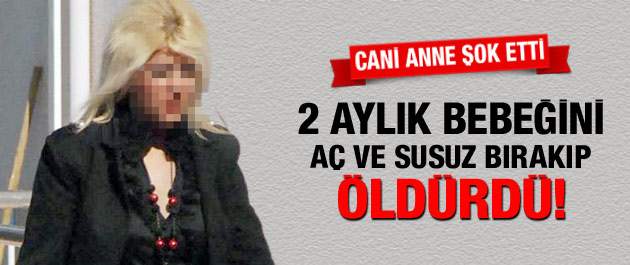 CANİ ANNE ŞOK ETTİ
2 AYLIK BEBEĞİNİ
AÇ VE SUSUZ BIRAKIP
ÖLDÜRDÜ!